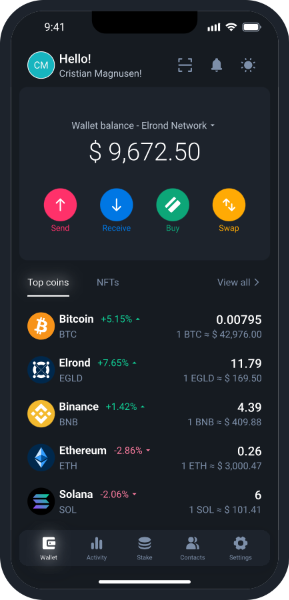 9:41
CM
Hello!
Cristian Magnusen!
Wallet balance - Elrond Network
$ 9,672.50
Send Receive Buy Swap
Top coins NFTs View all
Bitcoin +5.15% 0.00795
BTC 1 BTC ≈ $ 42,976.00
Elrond +7.65% 11.79
EGLD 1 EGLD ≈ $ 169.50
Binance +1.42% 4.39
BNB 1 BNB ≈ $ 409.88
Ethereum -2.86% 0.26
ETH 1 ETH ≈ $ 3,000.47
Solana -2.06% 6
SOL 1 SOL ≈ $ 101.41
Wallet Activity Stake Contacts Settings